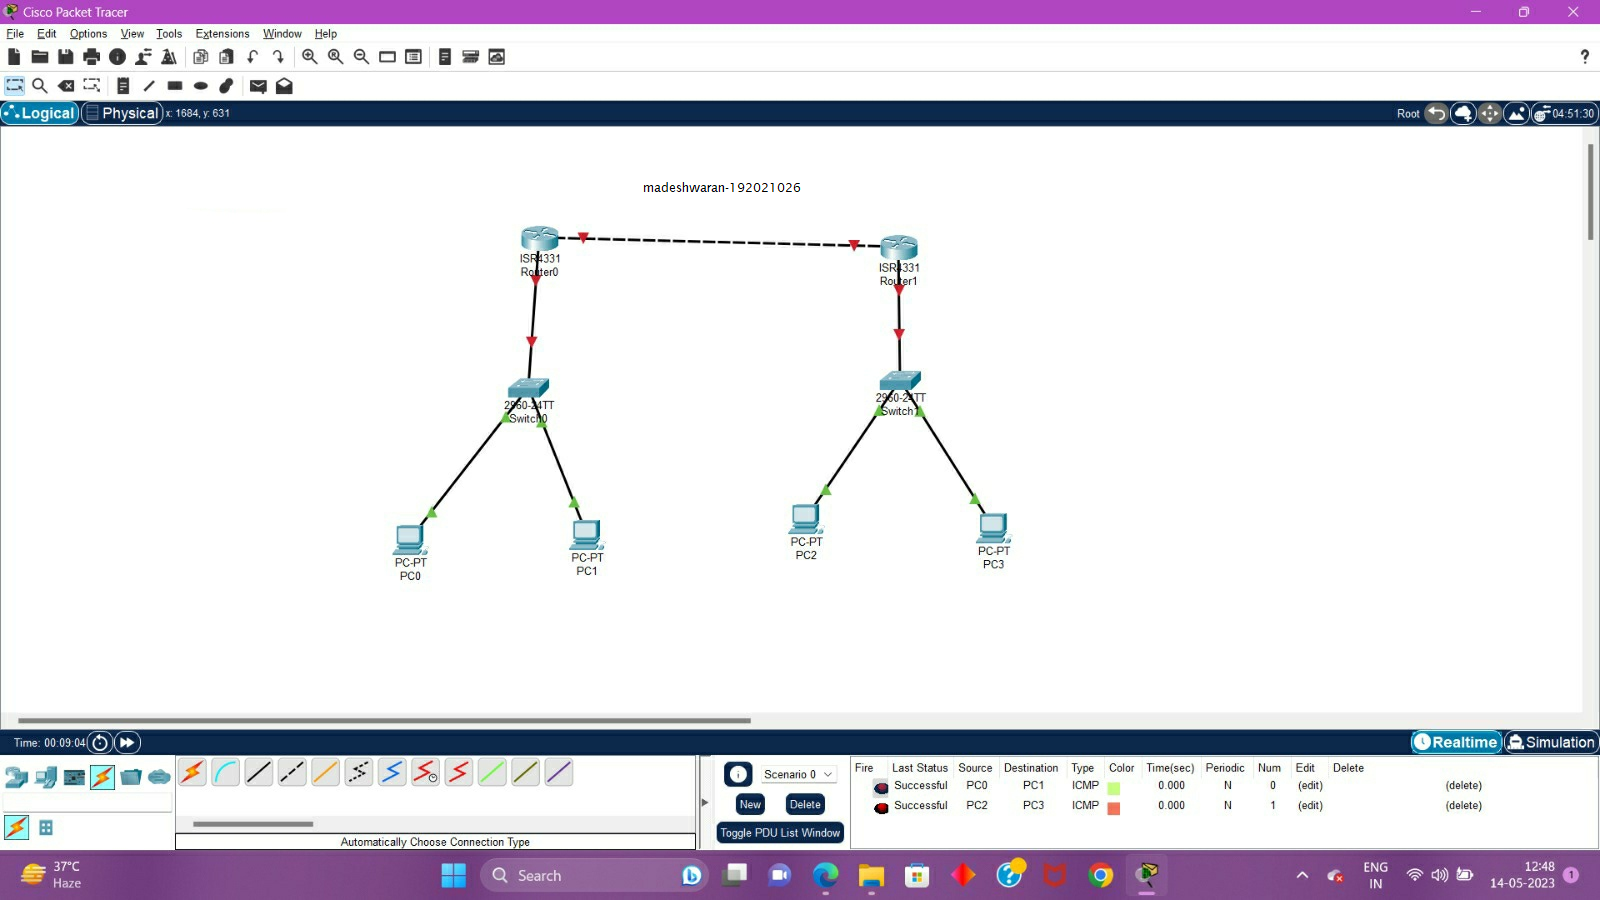 Cisco Packet Tracer
File Edit Options View Tools Extensions Window Help
?
Logical Physical x: 1684, y: 631 Root 04:51:30
madeshwaran-192021026
ISR4331
Router0
ISR4331
Router1
2960-24TT
Switch0
2960-24TT
Switch1
PC-PT
PC0
PC-PT
PC1
PC-PT
PC2
PC-PT
PC3
Time: 00:09:04 Realtime Simulation
Automatically Choose Connection Type
Scenario 0
New Delete
Toggle PDU List Window
Fire Last Status Source Destination Type Color Time(sec) Periodic Num Edit Delete
Successful PC0 PC1 ICMP 0.000 N 0 (edit) (delete)
Successful PC2 PC3 ICMP 0.000 N 1 (edit) (delete)
37°C
Haze
Search
ENG
IN
12:48
14-05-2023
1